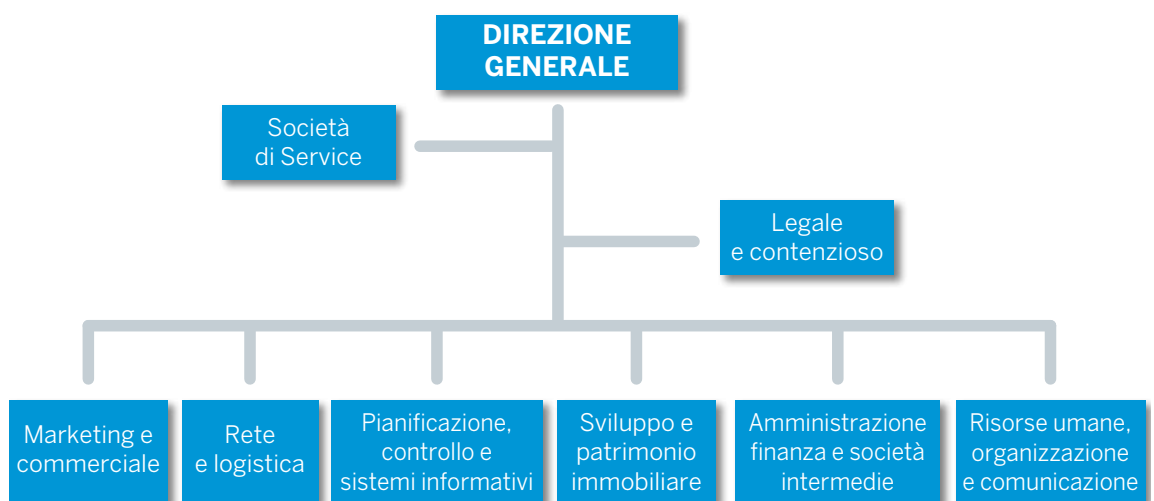 DIREZIONE
GENERALE
Società
di Service
Legale
e contenzioso
Marketing e
commerciale
Rete
e logistica
Pianificazione,
controllo e
sistemi informativi
Sviluppo e
patrimonio
immobiliare
Amministrazione
finanza e società
intermedie
Risorse umane,
organizzazione
e comunicazione